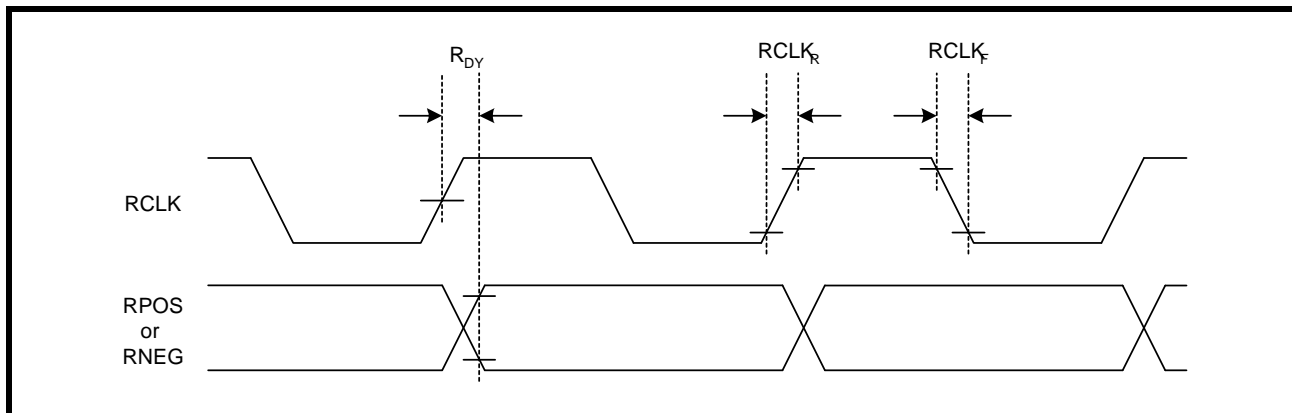 R_DY
RCLK_R
RCLK_F
RCLK
RPOS
or
RNEG